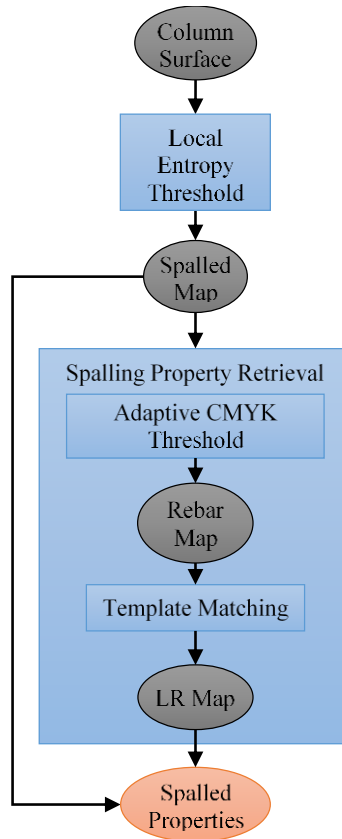 Column
Surface
Local
Entropy
Threshold
Spalled
Map
Spalling Property Retrieval
Adaptive CMYK
Threshold
Rebar
Map
Template Matching
LR Map
Spalled
Properties